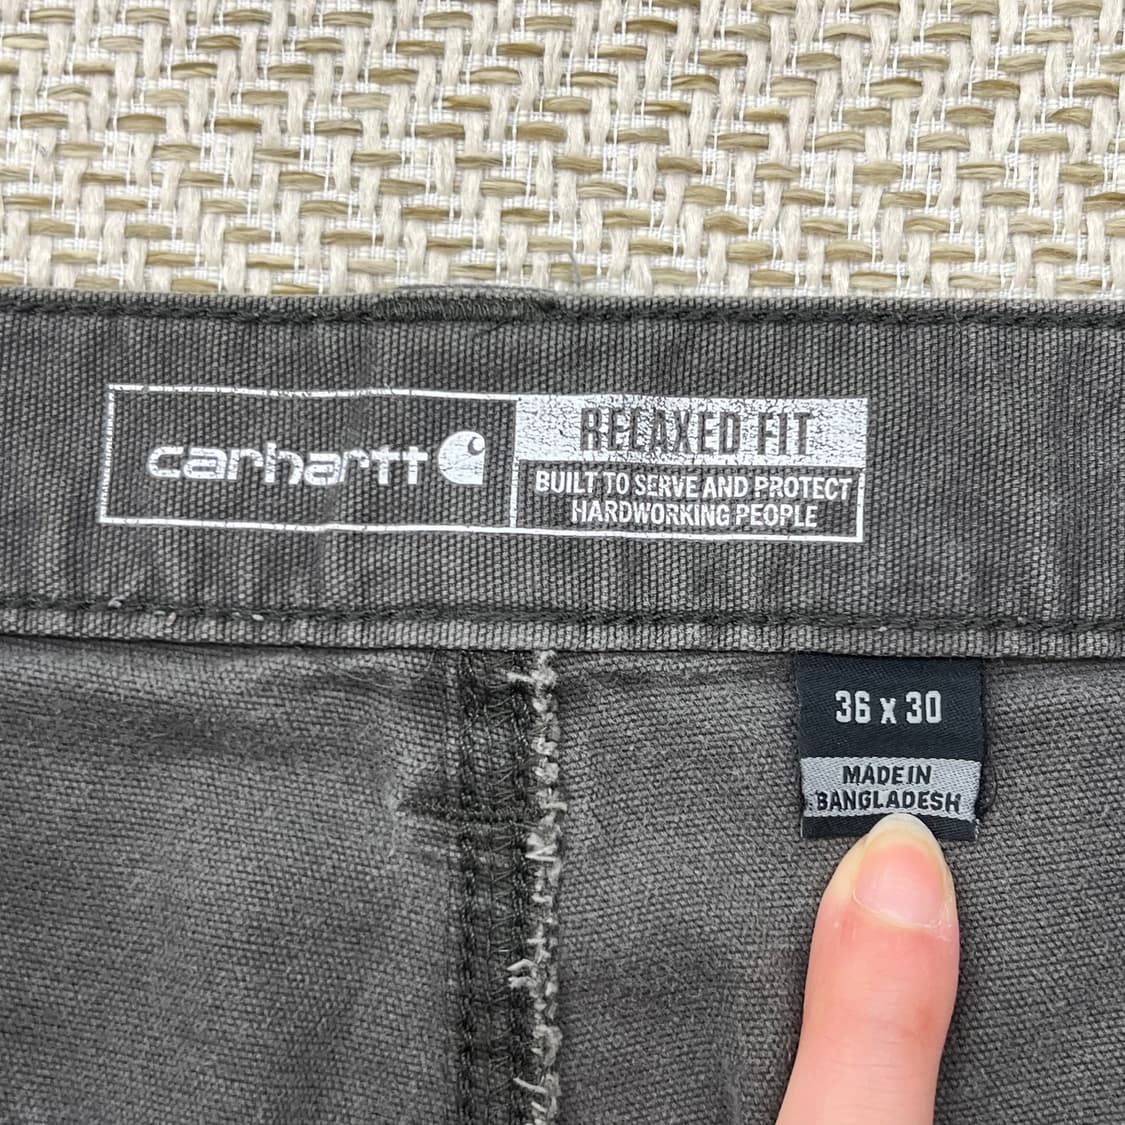 carhartt
RELAXED FIT
BUILT TO SERVE AND PROTECT
HARDWORKING PEOPLE
36 x 30
MADE IN
BANGLADESH